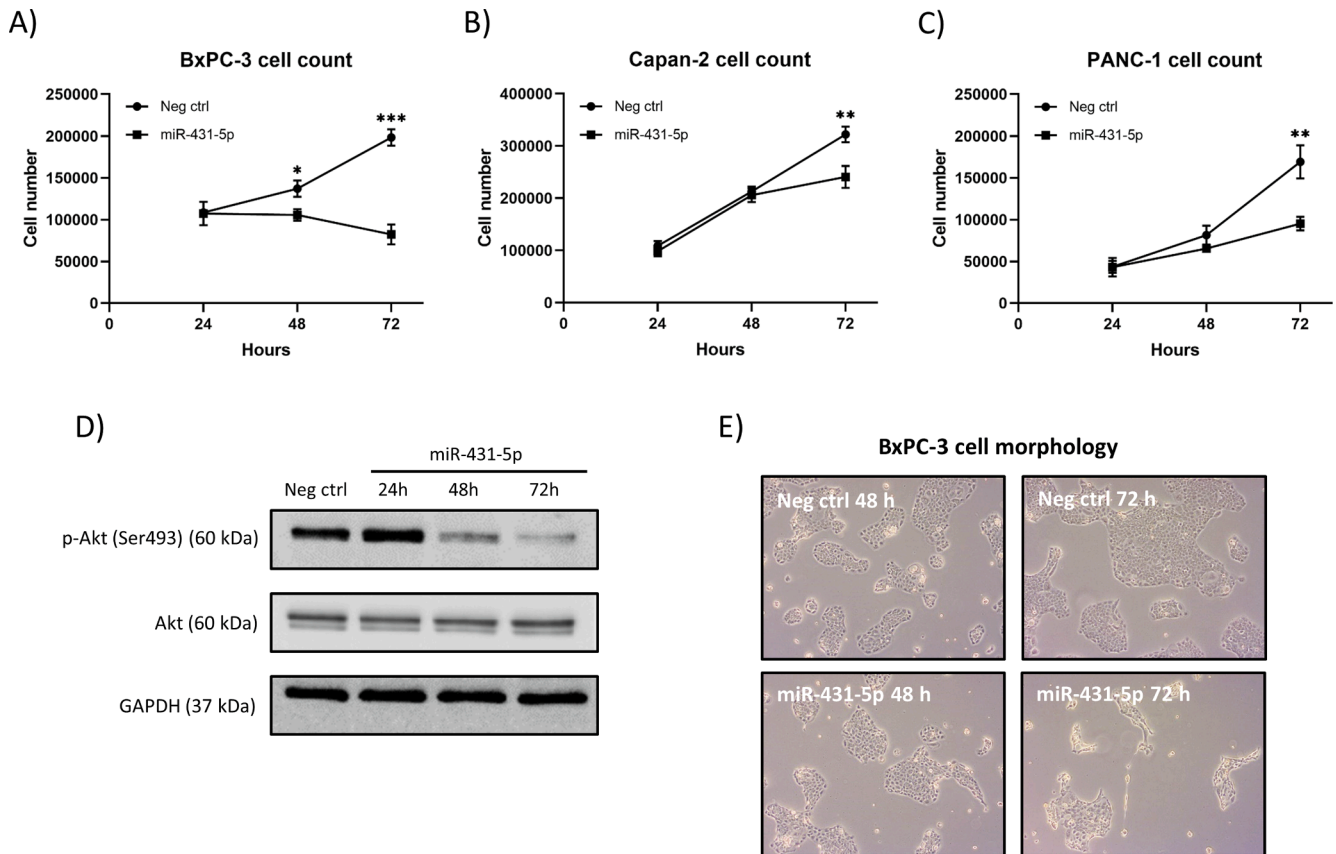 A)
BxPC-3 cell count
Neg ctrl
miR-431-5p
***
*
250000
200000
150000
100000
50000
0
Cell number
0 24 48 72
Hours
B)
Capan-2 cell count
Neg ctrl
miR-431-5p
**
400000
300000
200000
100000
0
Cell number
0 24 48 72
Hours
C)
PANC-1 cell count
Neg ctrl
miR-431-5p
**
250000
200000
150000
100000
50000
0
Cell number
0 24 48 72
Hours
D)
miR-431-5p
Neg ctrl 24h 48h 72h
p-Akt (Ser493) (60 kDa)
Akt (60 kDa)
GAPDH (37 kDa)
E)
BxPC-3 cell morphology
Neg ctrl 48 h
Neg ctrl 72 h
miR-431-5p 48 h
miR-431-5p 72 h